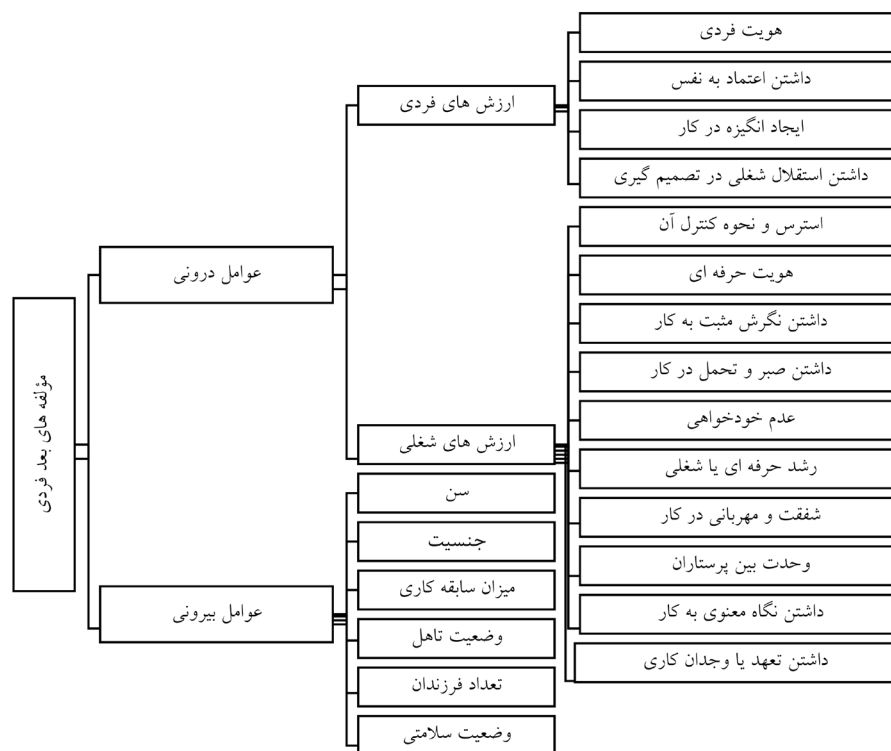 مؤلفه های بعد فردی
عوامل درونی
ارزش های فردی
هویت فردی
داشتن اعتماد به نفس
ایجاد انگیزه در کار
داشتن استقلال شغلی در تصمیم گیری
ارزش های شغلی
استرس و نحوه کنترل آن
هویت حرفه ای
داشتن نگرش مثبت به کار
داشتن صبر و تحمل در کار
عدم خودخواهی
رشد حرفه ای یا شغلی
شفقت و مهربانی در کار
وحدت بین پرستاران
داشتن نگاه معنوی به کار
داشتن تعهد یا وجدان کاری
عوامل بیرونی
سن
جنسیت
میزان سابقه کاری
وضعیت تاهل
تعداد فرزندان
وضعیت سلامتی